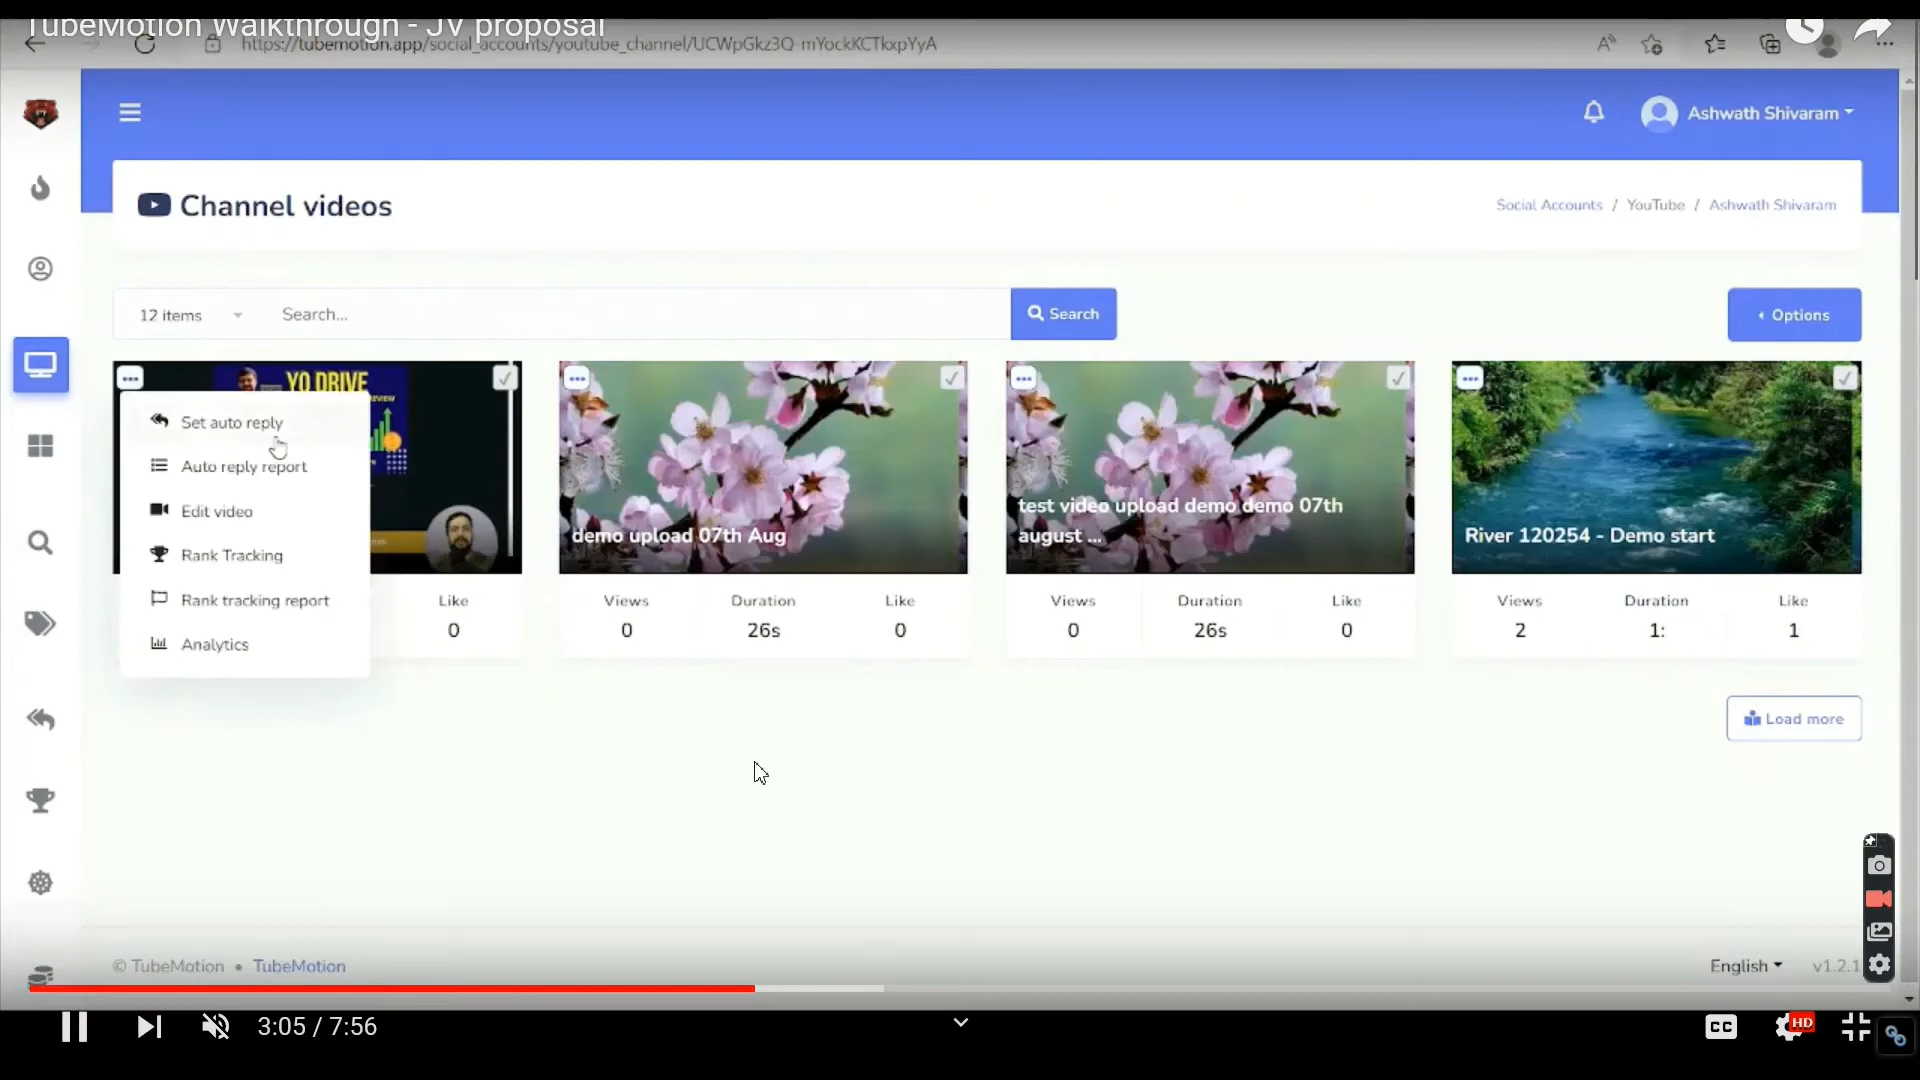 TubeMotion Walkthrough - JV proposal
https://tubemotion.app/social_accounts/youtube_channel/UCWpGkz3Q-mYockKCTkxpYyA
Ashwath Shivaram
Channel videos
Social Accounts / YouTube / Ashwath Shivaram
12 items
Search...
Search
Options
YO DRIVE
Set auto reply
Auto reply report
Edit video
Rank Tracking
Rank tracking report
Analytics
demo upload 07th Aug
test video upload demo demo 07th
august ...
River 120254 - Demo start
Like
0
Views Duration Like
0 26s 0
Views Duration Like
0 26s 0
Views Duration Like
2 1: 1
Load more
© TubeMotion • TubeMotion
English
v1.2.1
3:05 / 7:56
CC
HD